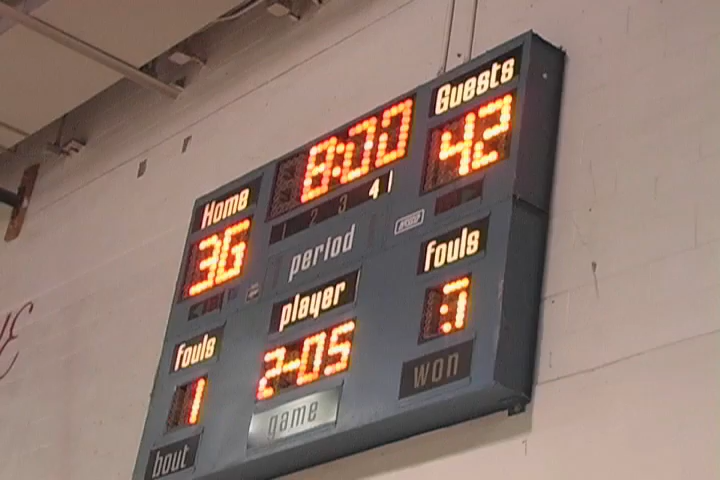 Guests
8:00
42
Home
1 2 3 4
36
period
fouls
player
7
fouls
2-05
won
1
game
bout